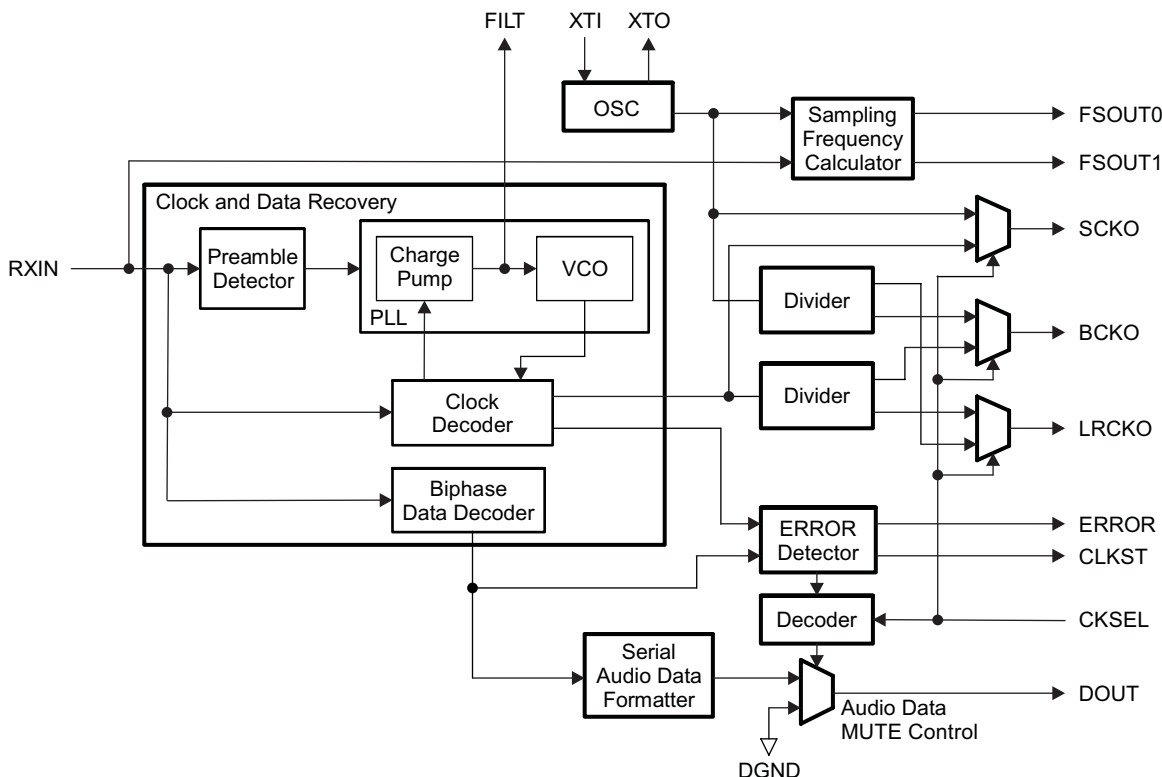 FILT
XTI
XTO
OSC
Sampling
Frequency
Calculator
FSOUT0
FSOUT1
Clock and Data Recovery
RXIN
Preamble
Detector
Charge
Pump
VCO
PLL
SCKO
Divider
BCKO
Divider
Clock
Decoder
LRCKO
Biphase
Data Decoder
ERROR
Detector
ERROR
CLKST
Decoder
CKSEL
Serial
Audio Data
Formatter
DOUT
Audio Data
MUTE Control
DGND